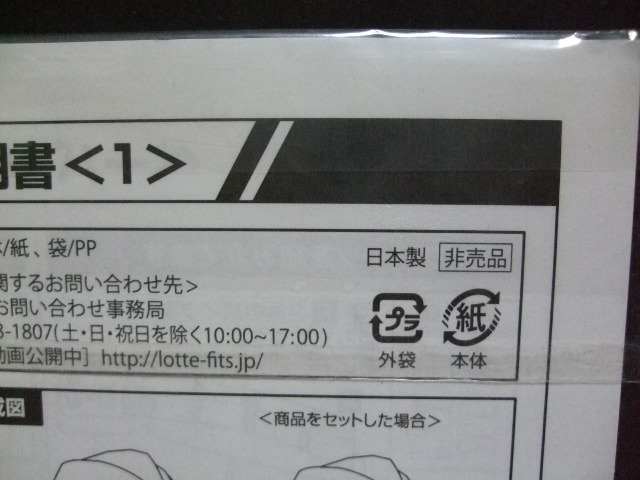 明書<1>
体/紙、袋/PP
日本製 非売品
関するお問い合わせ先>
お問い合わせ事務局
3-1807(土・日・祝日を除く10:00~17:00)
動画公開中] http://lotte-fits.jp/
プラ 紙
外袋 本体
成図
<商品をセットした場合>